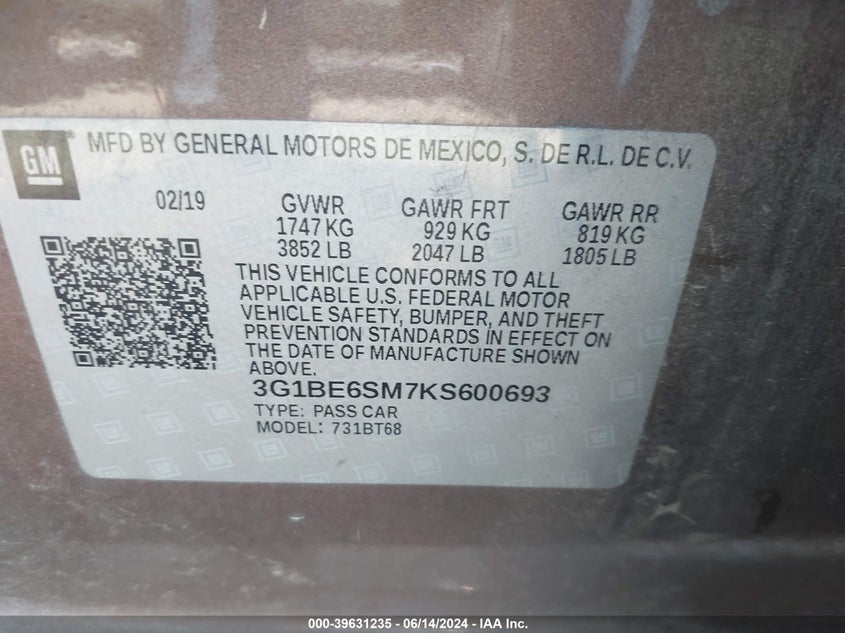 GM
MFD BY GENERAL MOTORS DE MEXICO, S. DE R.L. DE C.V.
02/19 GVWR GAWR FRT GAWR RR
1747 KG 929 KG 819 KG
3852 LB 2047 LB 1805 LB
THIS VEHICLE CONFORMS TO ALL
APPLICABLE U.S. FEDERAL MOTOR
VEHICLE SAFETY, BUMPER, AND THEFT
PREVENTION STANDARDS IN EFFECT ON
THE DATE OF MANUFACTURE SHOWN
ABOVE.
3G1BE6SM7KS600693
TYPE: PASS CAR
MODEL: 731BT68
000-39631235 - 06/14/2024 - IAA Inc.